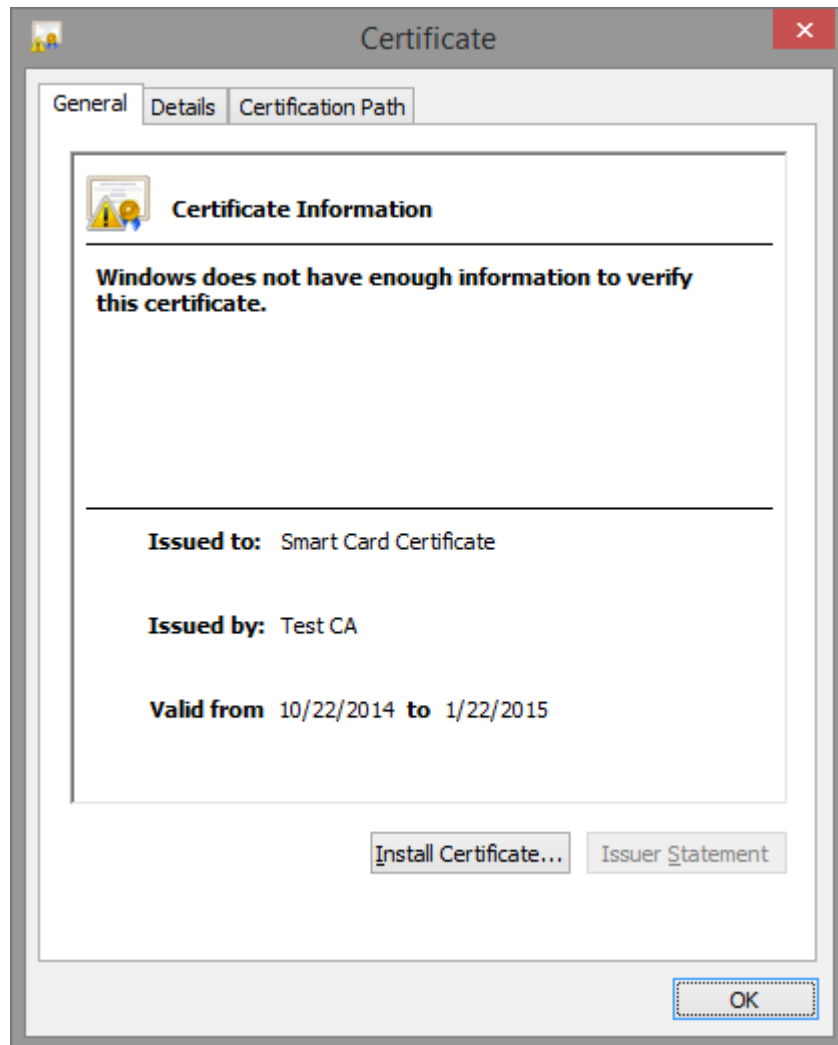 Certificate
General Details Certification Path
Certificate Information
Windows does not have enough information to verify
this certificate.
Issued to: Smart Card Certificate
Issued by: Test CA
Valid from 10/22/2014 to 1/22/2015
Install Certificate... Issuer Statement
OK